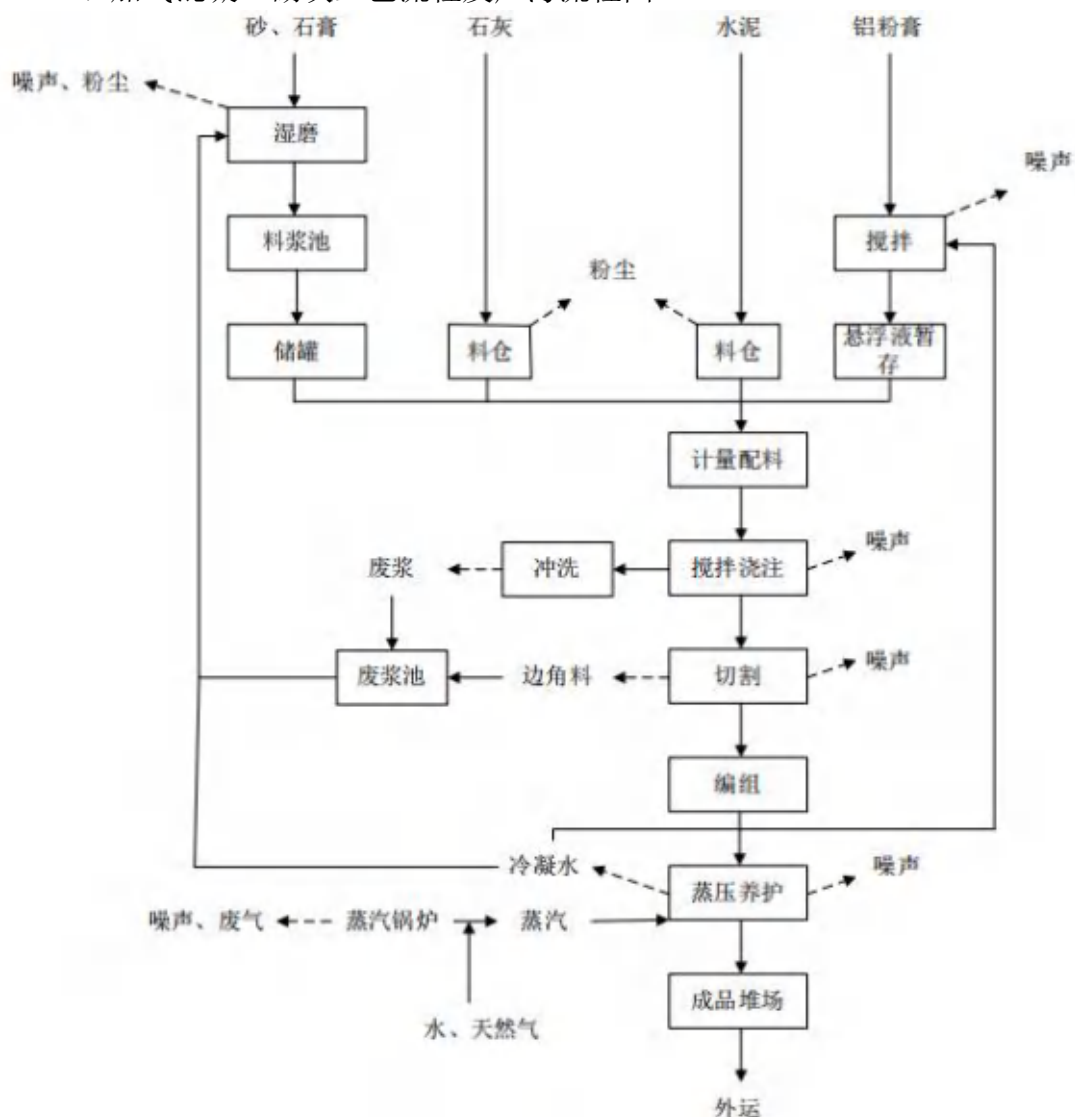 砂、石膏
石灰
水泥
铝粉膏
噪声、粉尘
湿磨
噪声
料浆池
搅拌
粉尘
储罐
料仓
料仓
悬浮液暂
存
计量配料
噪声
废浆
冲洗
搅拌浇注
噪声
废浆池
边角料
切割
编组
冷凝水
蒸压养护
噪声
噪声、废气
蒸汽锅炉
蒸汽
成品堆场
水、天然气
外运